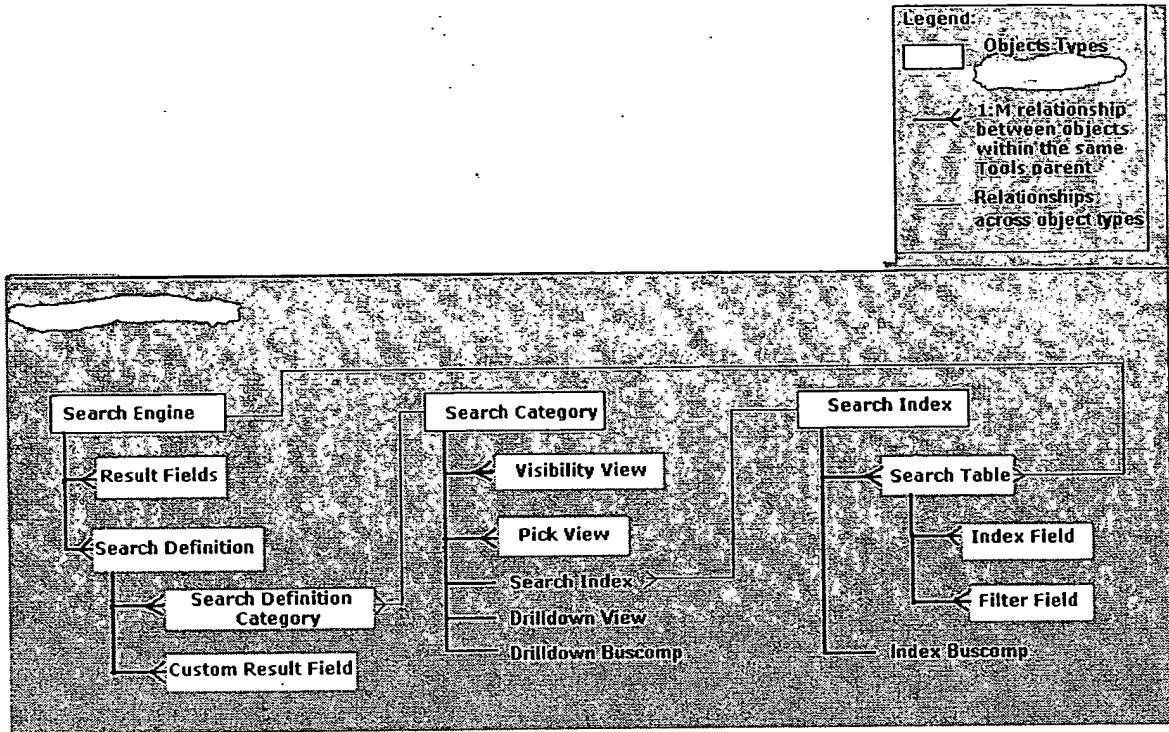 Legend:
Objects Types
1:M relationship
between objects
within the same
Tools parent
Relationships
across object types
Search Engine
Result Fields
Search Definition
Search Definition
Category
Custom Result Field
Search Category
Visibility View
Pick View
Search Index
Drilldown View
Drilldown Buscomp
Search Index
Search Table
Index Field
Filter Field
Index Buscomp